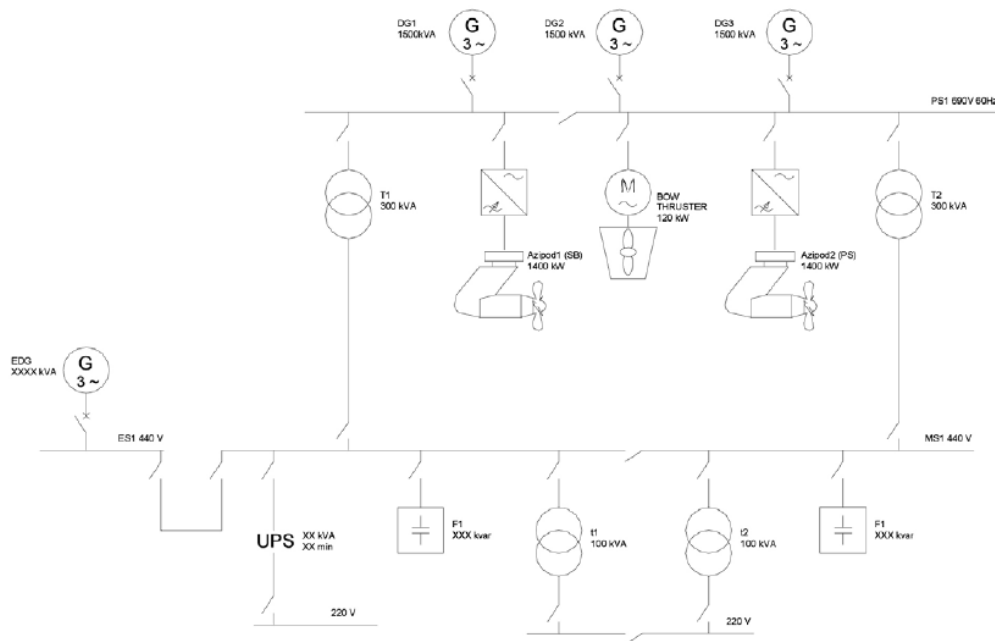 DG1
1500kVA
G
3 ~
DG2
1500 kVA
G
3 ~
DG3
1500 kVA
G
3 ~
PS1 690V 60Hz
T1
300 kVA
M
BOW
THRUSTER
120 kW
T2
300 kVA
Azipod1 (SB)
1400 kW
Azipod2 (PS)
1400 kW
EDG
XXXX kVA
G
3 ~
ES1 440 V
MS1 440 V
UPS
XX kVA
XX min
F1
XXX kvar
t1
100 kVA
t2
100 kVA
F1
XXX kvar
220 V
220 V